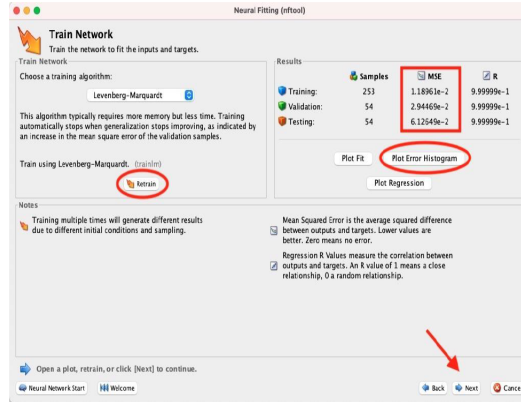 Neural Fitting (nftool)
Train Network
Train the network to fit the inputs and targets.
Train Network
Choose a training algorithm:
Levenberg-Marquardt
This algorithm typically requires more memory but less time. Training
automatically stops when generalization stops improving, as indicated by
an increase in the mean square error of the validation samples.
Train using Levenberg-Marquardt. (trainlm)
Retrain
Results
Samples MSE R
Training: 253 1.18961e-2 9.99999e-1
Validation: 54 2.94469e-2 9.99999e-1
Testing: 54 6.12649e-2 9.99999e-1
Plot Fit Plot Error Histogram
Plot Regression
Notes
Training multiple times will generate different results
due to different initial conditions and sampling.
Mean Squared Error is the average squared difference
between outputs and targets. Lower values are
better. Zero means no error.
Regression R Values measure the correlation between
outputs and targets. An R value of 1 means a close
relationship, 0 a random relationship.
Open a plot, retrain, or click [Next] to continue.
Neural Network Start Welcome Back Next Cance